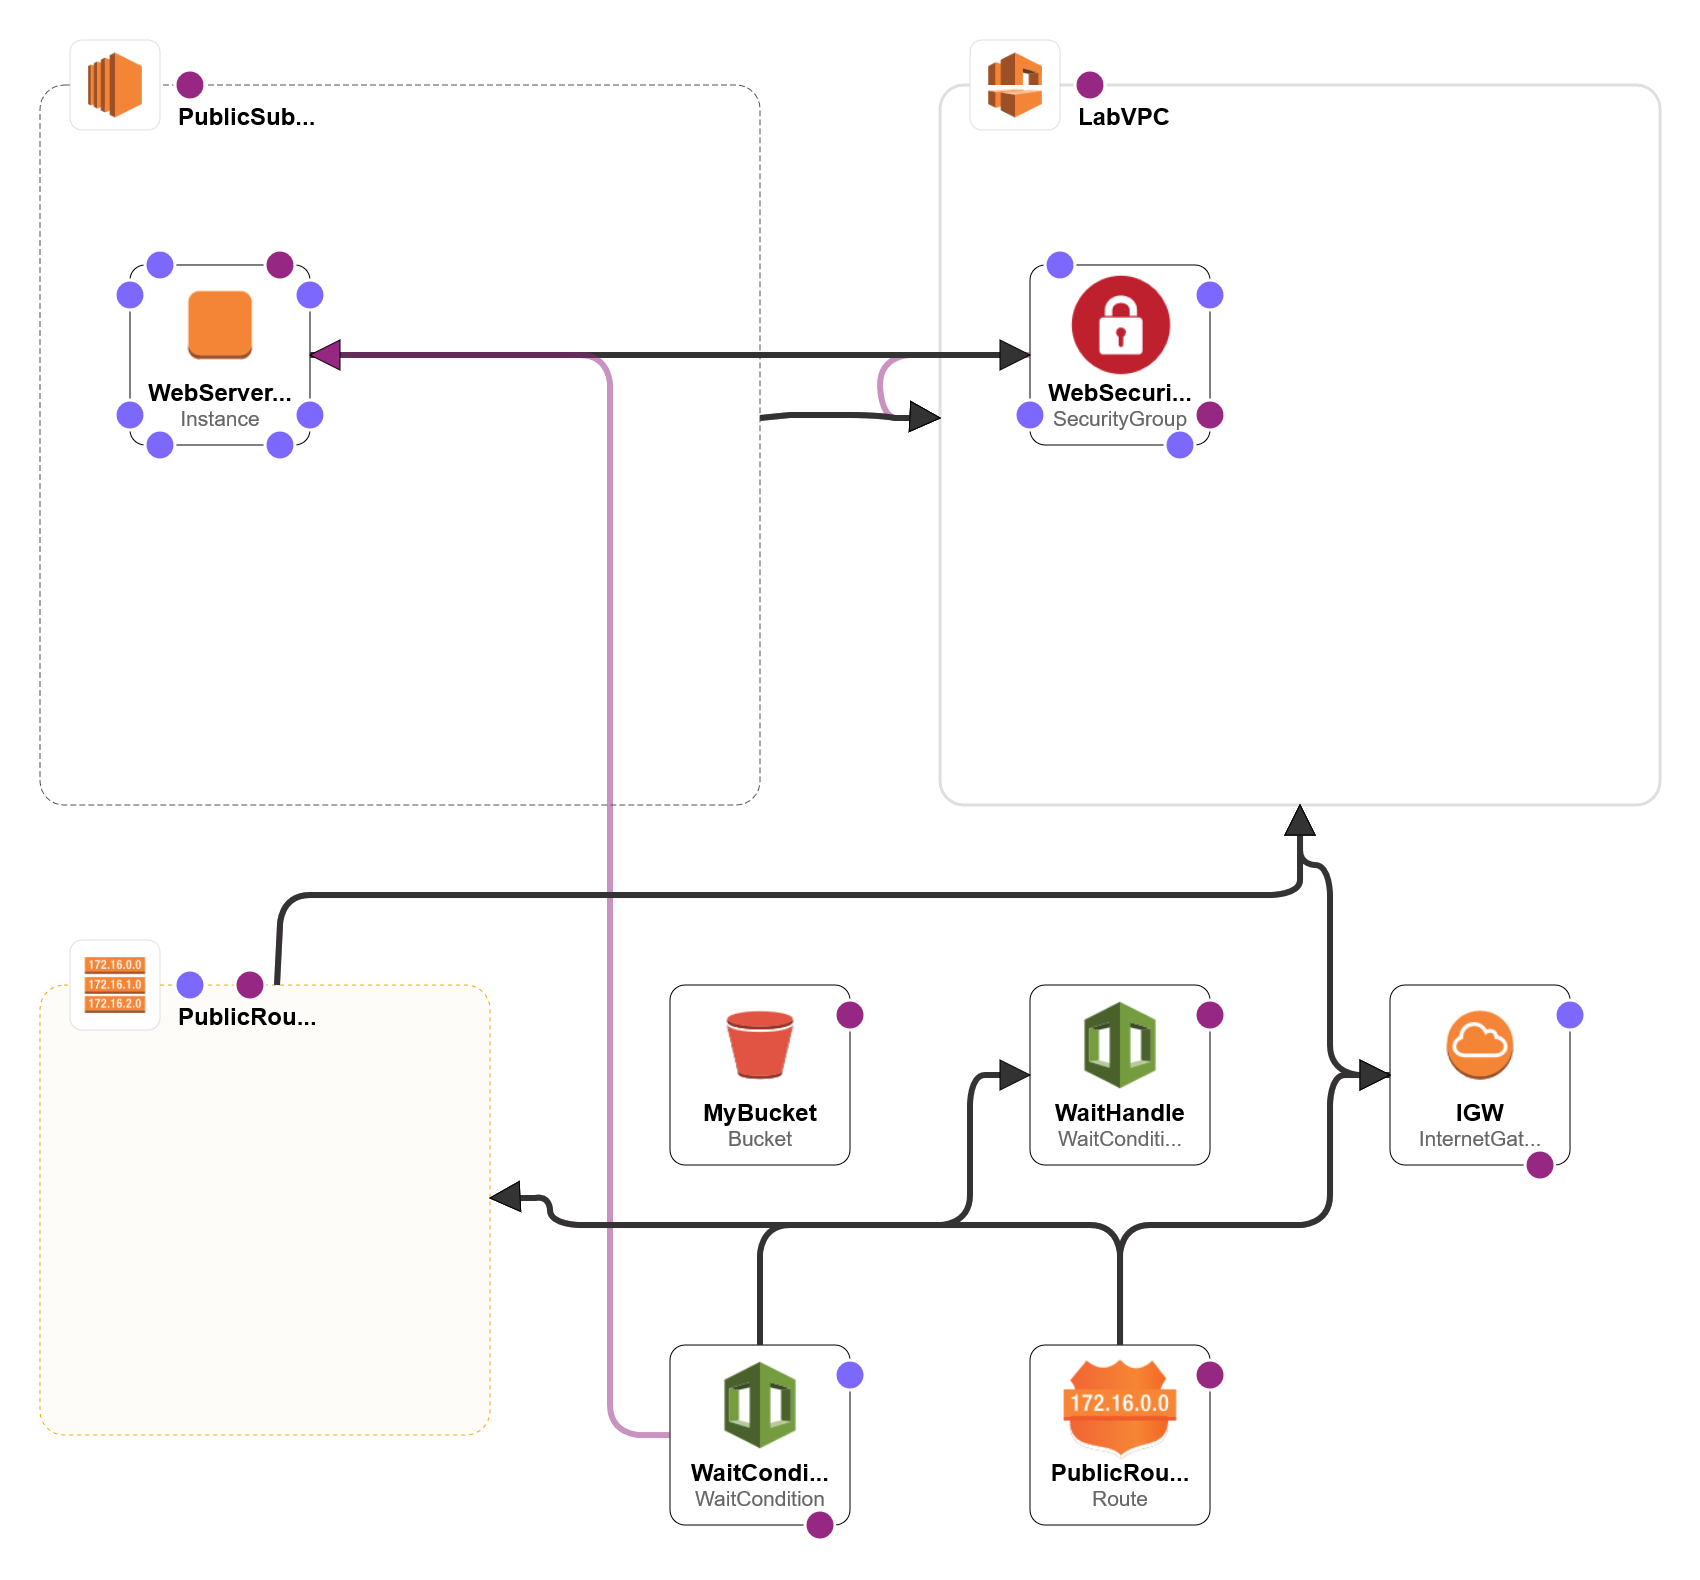 PublicSub...
LabVPC
WebServer...
Instance
WebSecuri...
SecurityGroup
172.16.0.0
172.16.1.0
172.16.2.0
PublicRou...
MyBucket
Bucket
WaitHandle
WaitConditi...
IGW
InternetGat...
WaitCondi...
WaitCondition
172.16.0.0
PublicRou...
Route